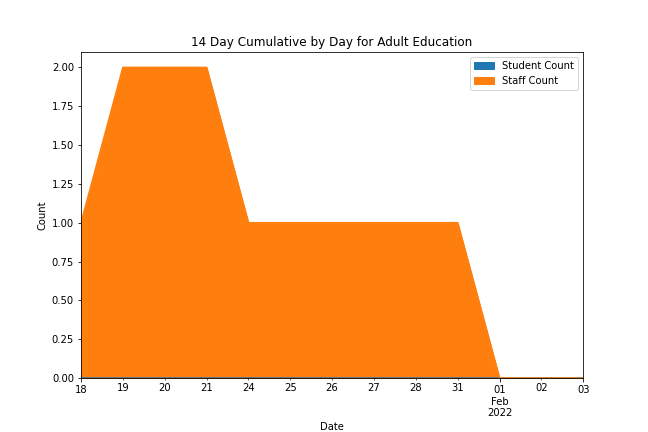 14 Day Cumulative by Day for Adult Education
Student Count
Staff Count
2.00
1.75
1.50
1.25
1.00
0.75
0.50
0.25
0.00
Count
18 19 20 21 24 25 26 27 28 31 01 02 03
Feb
2022
Date